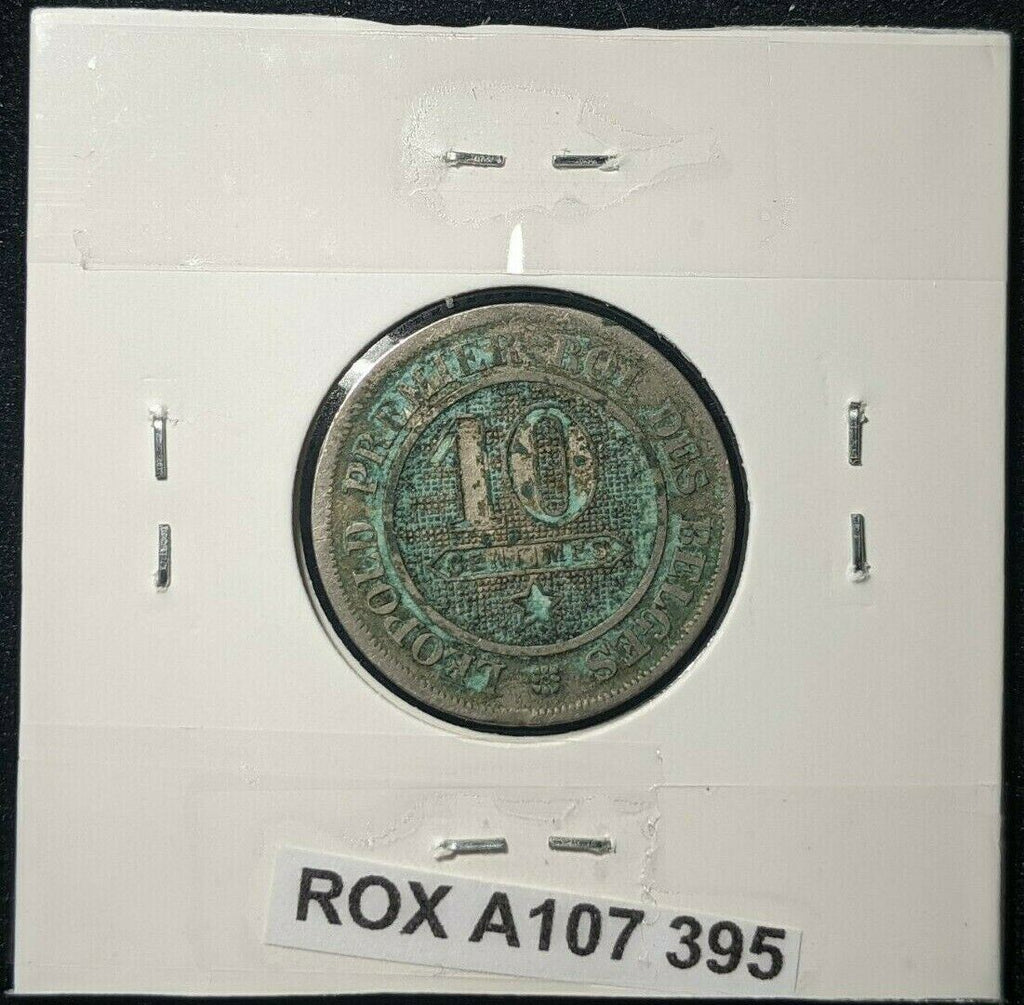 LEOPOLD PREMIER ROI DES BELGES
10
CENTIMES
ROX A107 395